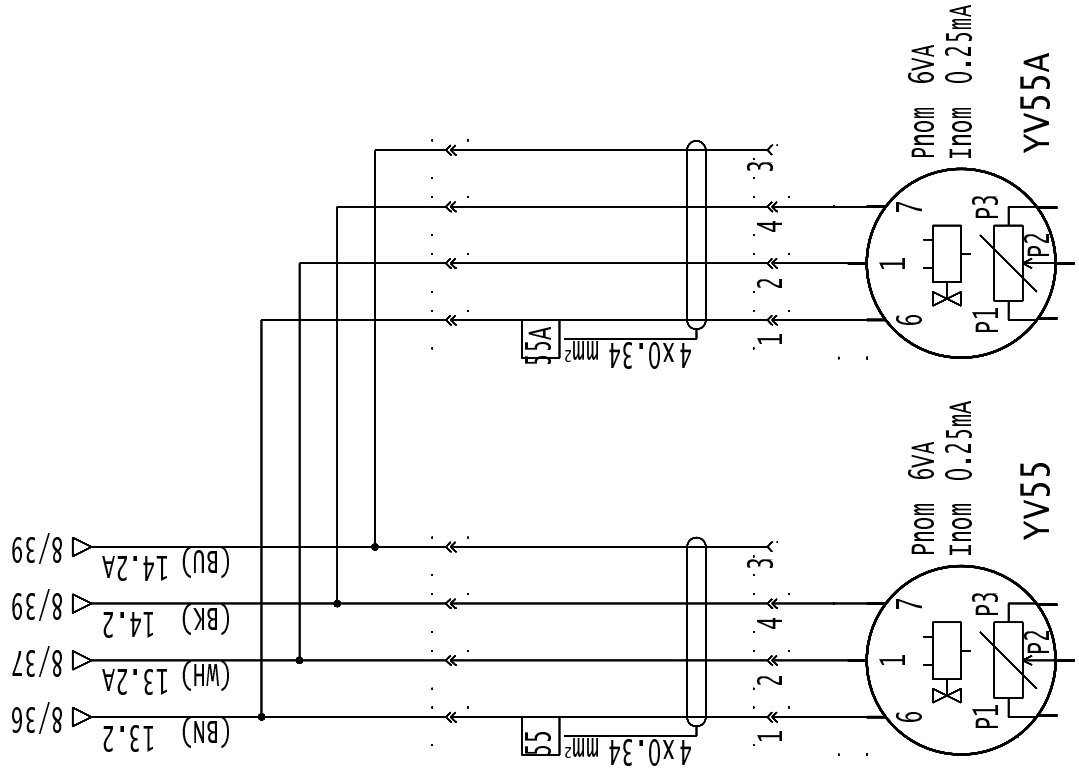 Pnom 6VA
Inom 0.25mA
YV55A
3
4
2
1
7
1
6
P3
P2
P1
55A
4x0.34 mm²
Pnom 6VA
Inom 0.25mA
YV55
8/39
14.2A (BU)
8/39
14.2 (BK)
8/37
13.2A (WH)
8/36
13.2 (BN)
3
4
2
1
7
1
6
P3
P2
P1
55
4x0.34 mm²